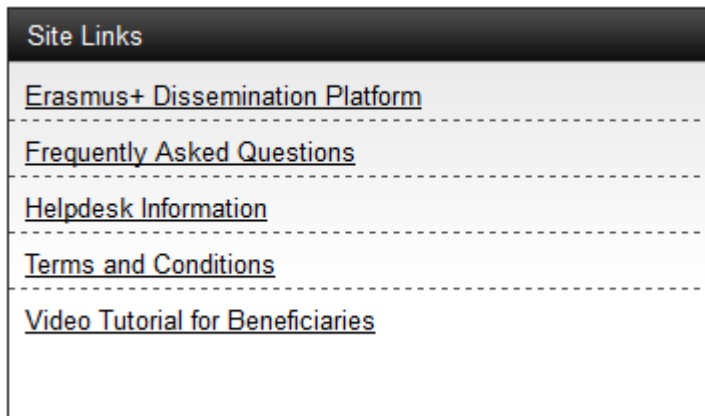 Site Links
Erasmus+ Dissemination Platform
Frequently Asked Questions
Helpdesk Information
Terms and Conditions
Video Tutorial for Beneficiaries